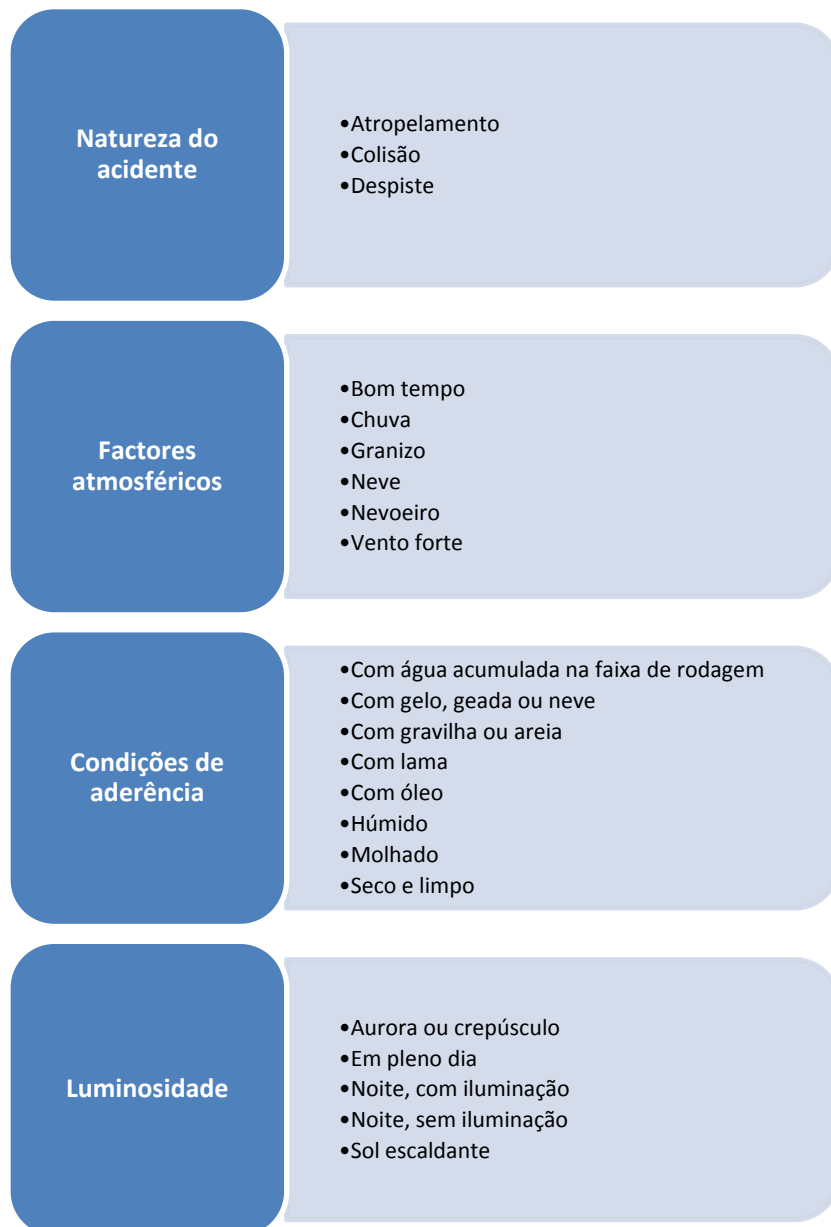 Natureza do
acidente
•Atropelamento
•Colisão
•Despiste
Factores
atmosféricos
•Bom tempo
•Chuva
•Granizo
•Neve
•Nevoeiro
•Vento forte
Condições de
aderência
•Com água acumulada na faixa de rodagem
•Com gelo, geada ou neve
•Com gravilha ou areia
•Com lama
•Com óleo
•Húmido
•Molhado
•Seco e limpo
Luminosidade
•Aurora ou crepúsculo
•Em pleno dia
•Noite, com iluminação
•Noite, sem iluminação
•Sol escaldante